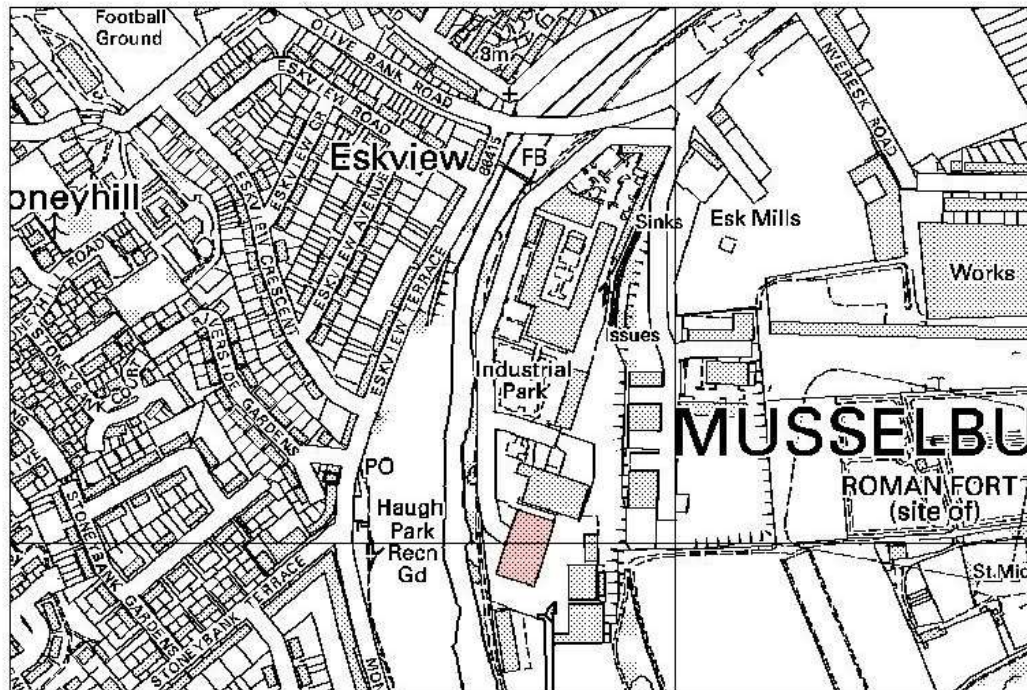 Football
Ground
OLIVE BANK ROAD
3m
ESKVIEW ROAD
ESKVIEW CR
ESKVIEW AVENUE
Eskview
B6415
FB
INVERESK ROAD
oneyhill
ROAD
ESKVIEW CRESCENT
ESKVIEW TERRACE
Sinks
Esk Mills
Works
Issues
Industrial
Park
GARDENS
MUSSELBU
PO
ROMAN FORT
(site of)
Haugh
Park
Recn
Gd
St.Mic
STONEYBANK
TERRACE
STONEYBANK GARDENS